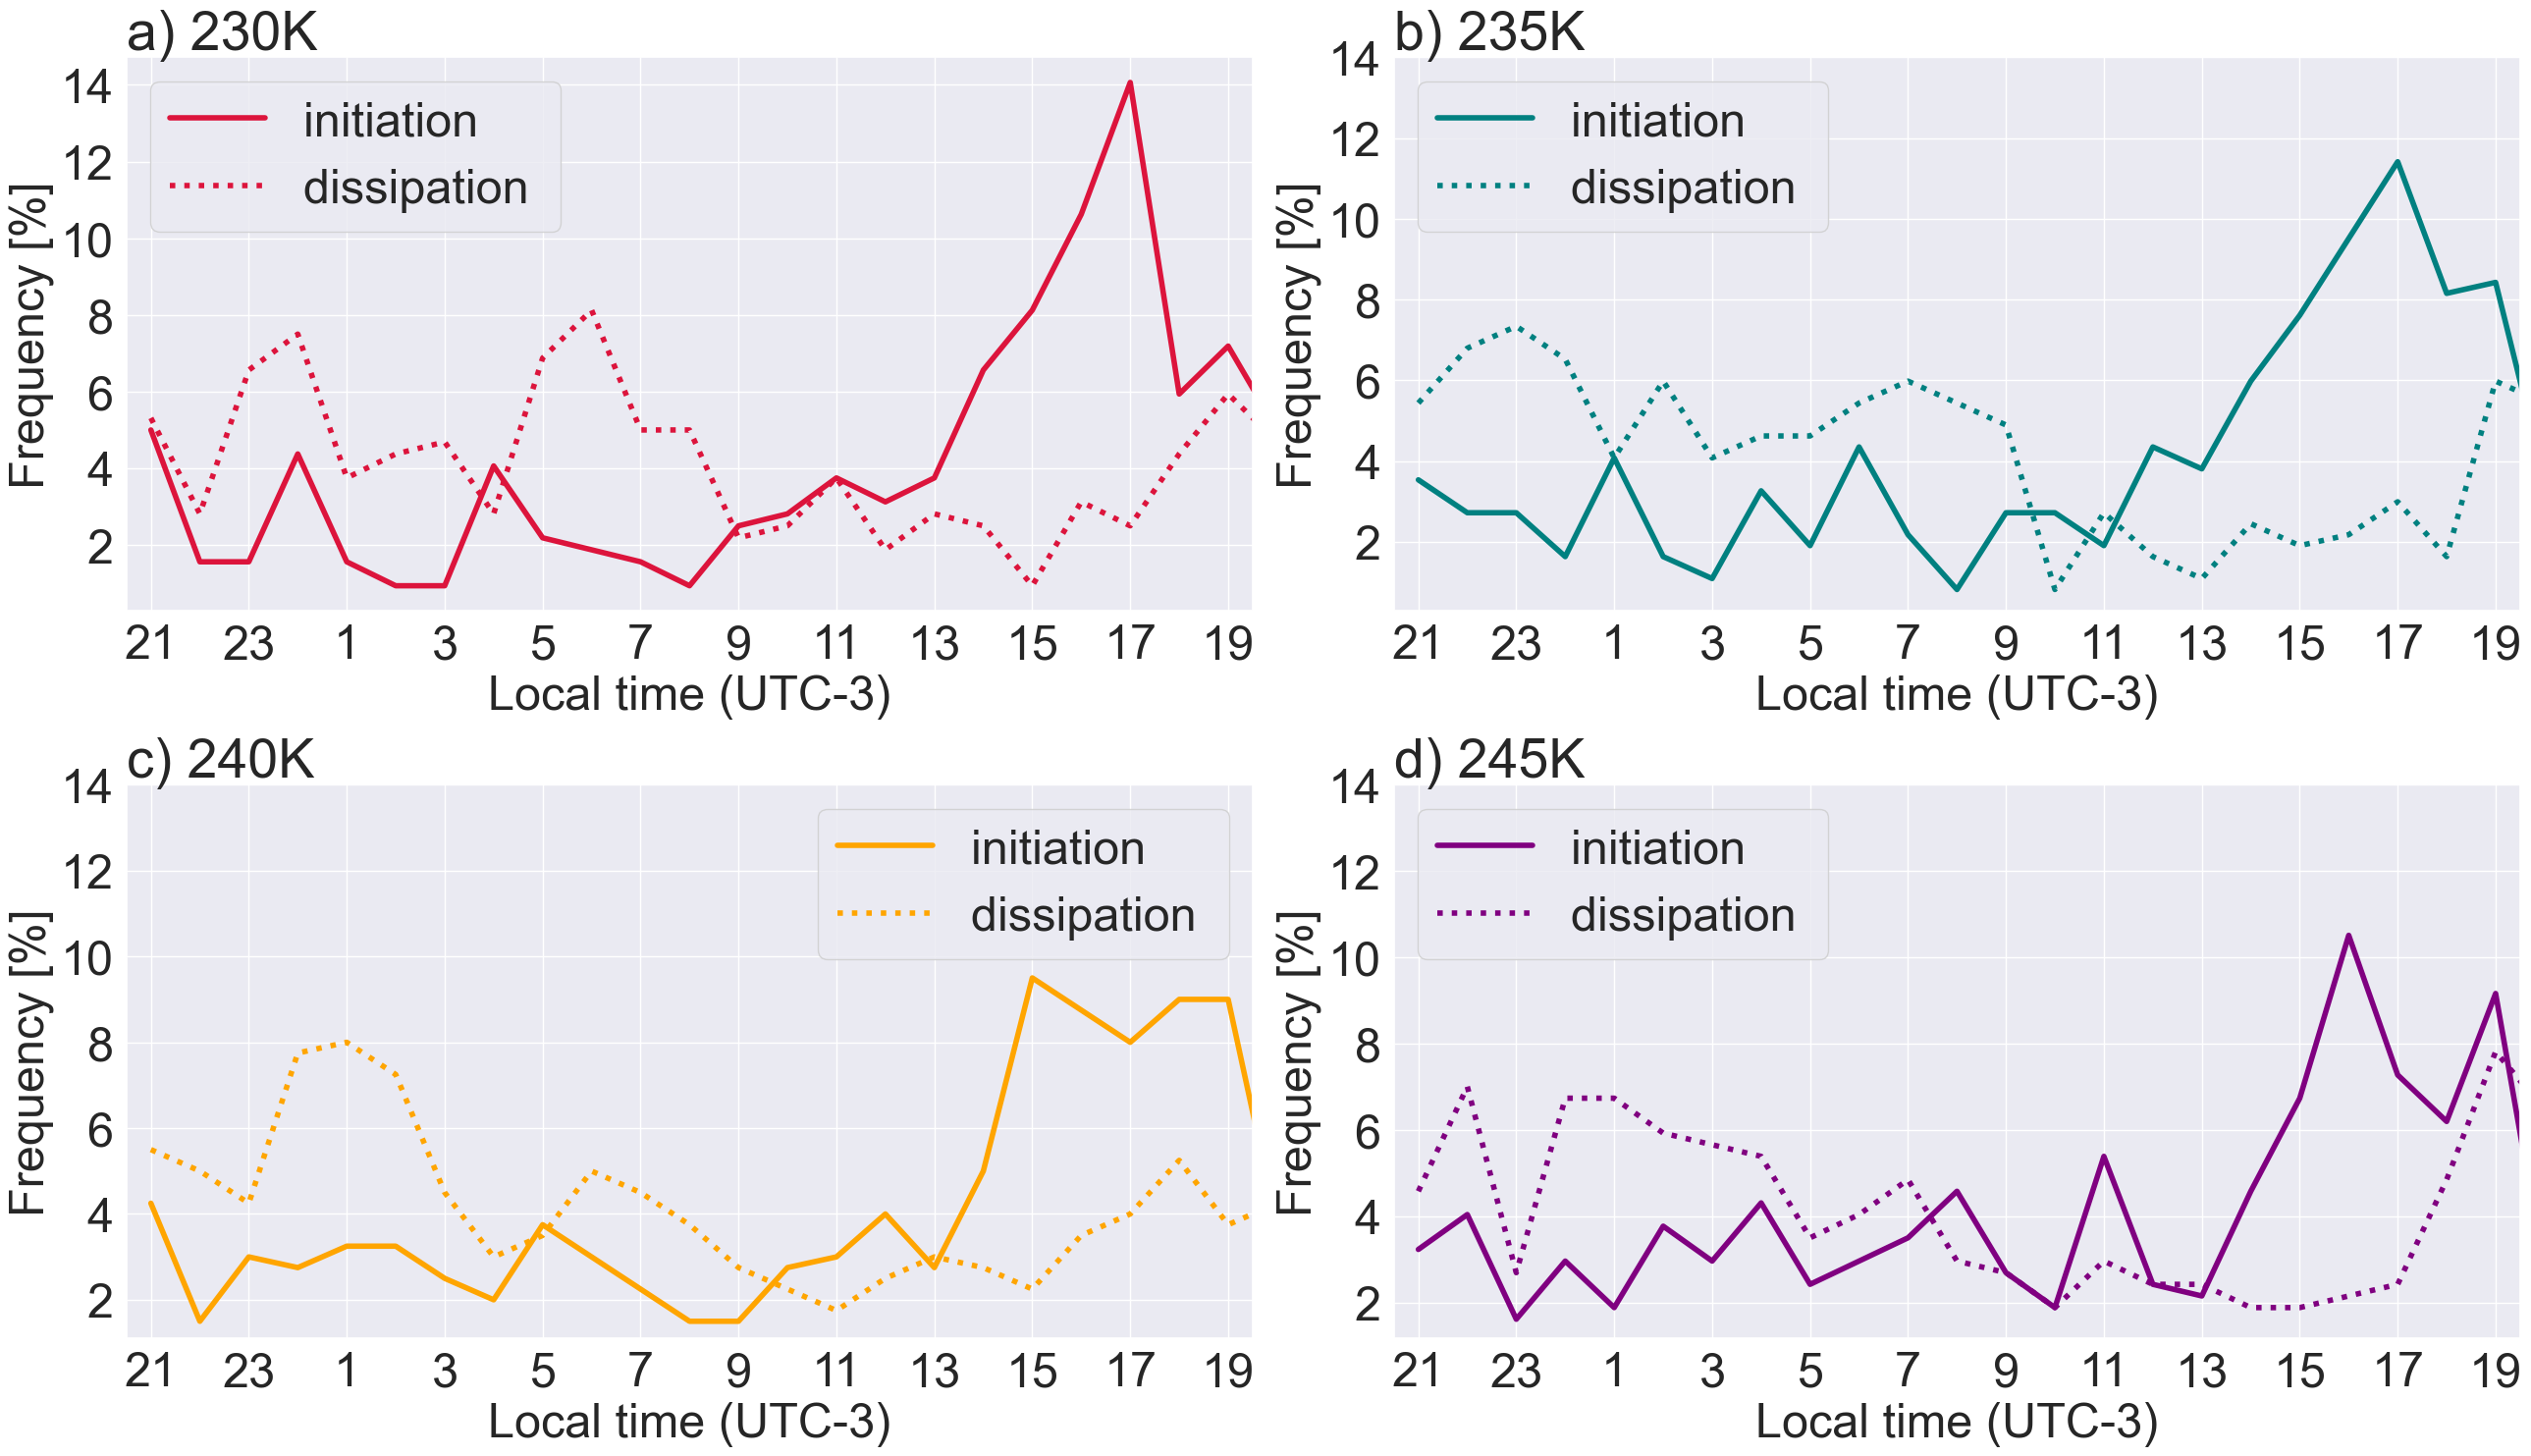 a) 230K
14
12
10
8
6
4
2
Frequency [%]
initiation
dissipation
21 23 1 3 5 7 9 11 13 15 17 19
Local time (UTC-3)
b) 235K
14
12
10
8
6
4
2
Frequency [%]
initiation
dissipation
21 23 1 3 5 7 9 11 13 15 17 19
Local time (UTC-3)
c) 240K
14
12
10
8
6
4
2
Frequency [%]
initiation
dissipation
21 23 1 3 5 7 9 11 13 15 17 19
Local time (UTC-3)
d) 245K
14
12
10
8
6
4
2
Frequency [%]
initiation
dissipation
21 23 1 3 5 7 9 11 13 15 17 19
Local time (UTC-3)